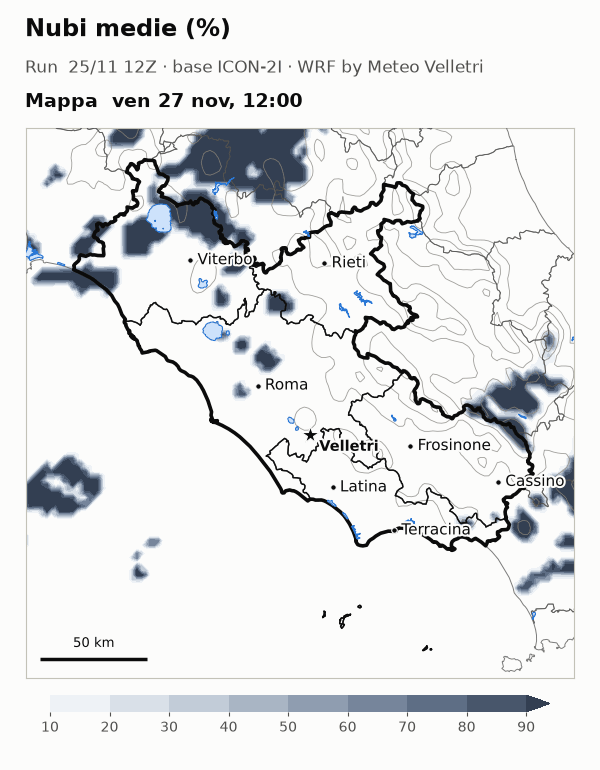 Nubi medie (%)
Run  25/11 12Z · base ICON-2I · WRF by Meteo Velletri
Mappa  ven 27 nov, 12:00
Viterbo
Rieti
Roma
Velletri
Frosinone
Cassino
Latina
Terracina
50 km
10 20 30 40 50 60 70 80 90